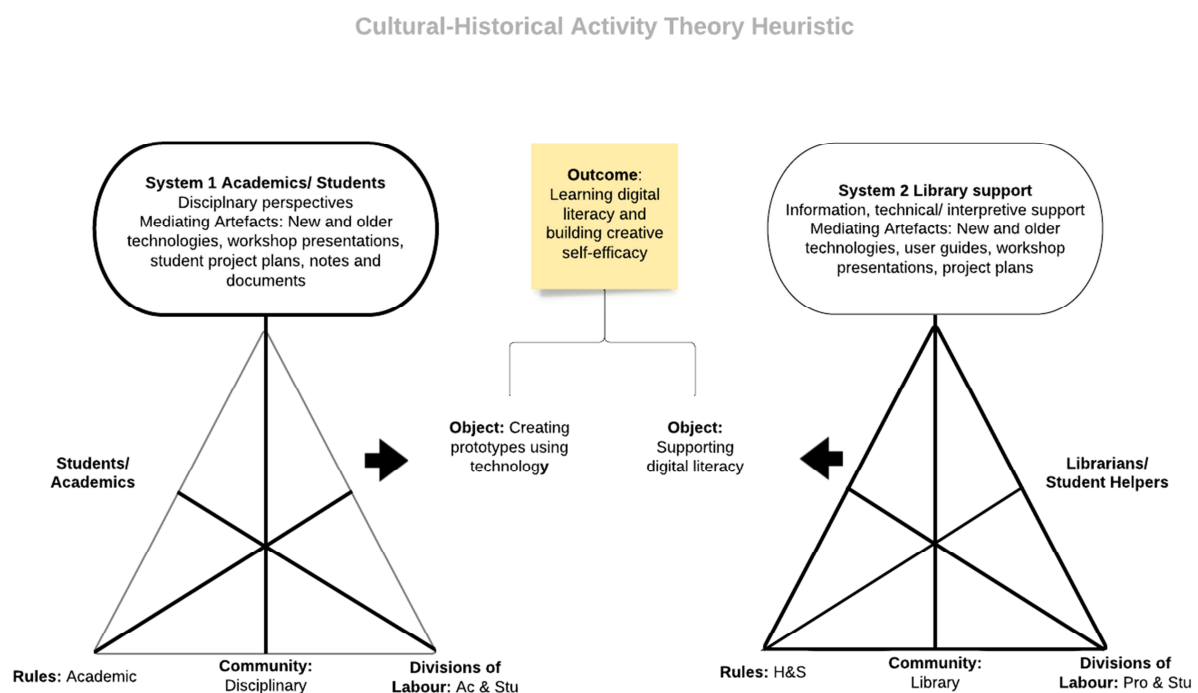 Cultural-Historical Activity Theory Heuristic
System 1 Academics/ Students
Disciplnary perspectives
Mediating Artefacts: New and older
technologies, workshop presentations,
student project plans, notes and
documents
Outcome:
Learning digital
literacy and
building creative
self-efficacy
System 2 Library support
Information, technical/ interpretive support
Mediating Artefacts: New and older
technologies, user guides, workshop
presentations, project plans
Students/
Academics
Object: Creating
prototypes using
technology
Object:
Supporting
digital literacy
Librarians/
Student Helpers
Rules: Academic
Community:
Disciplinary
Divisions of
Labour: Ac & Stu
Rules: H&S
Community:
Library
Divisions of
Labour: Pro & Stu